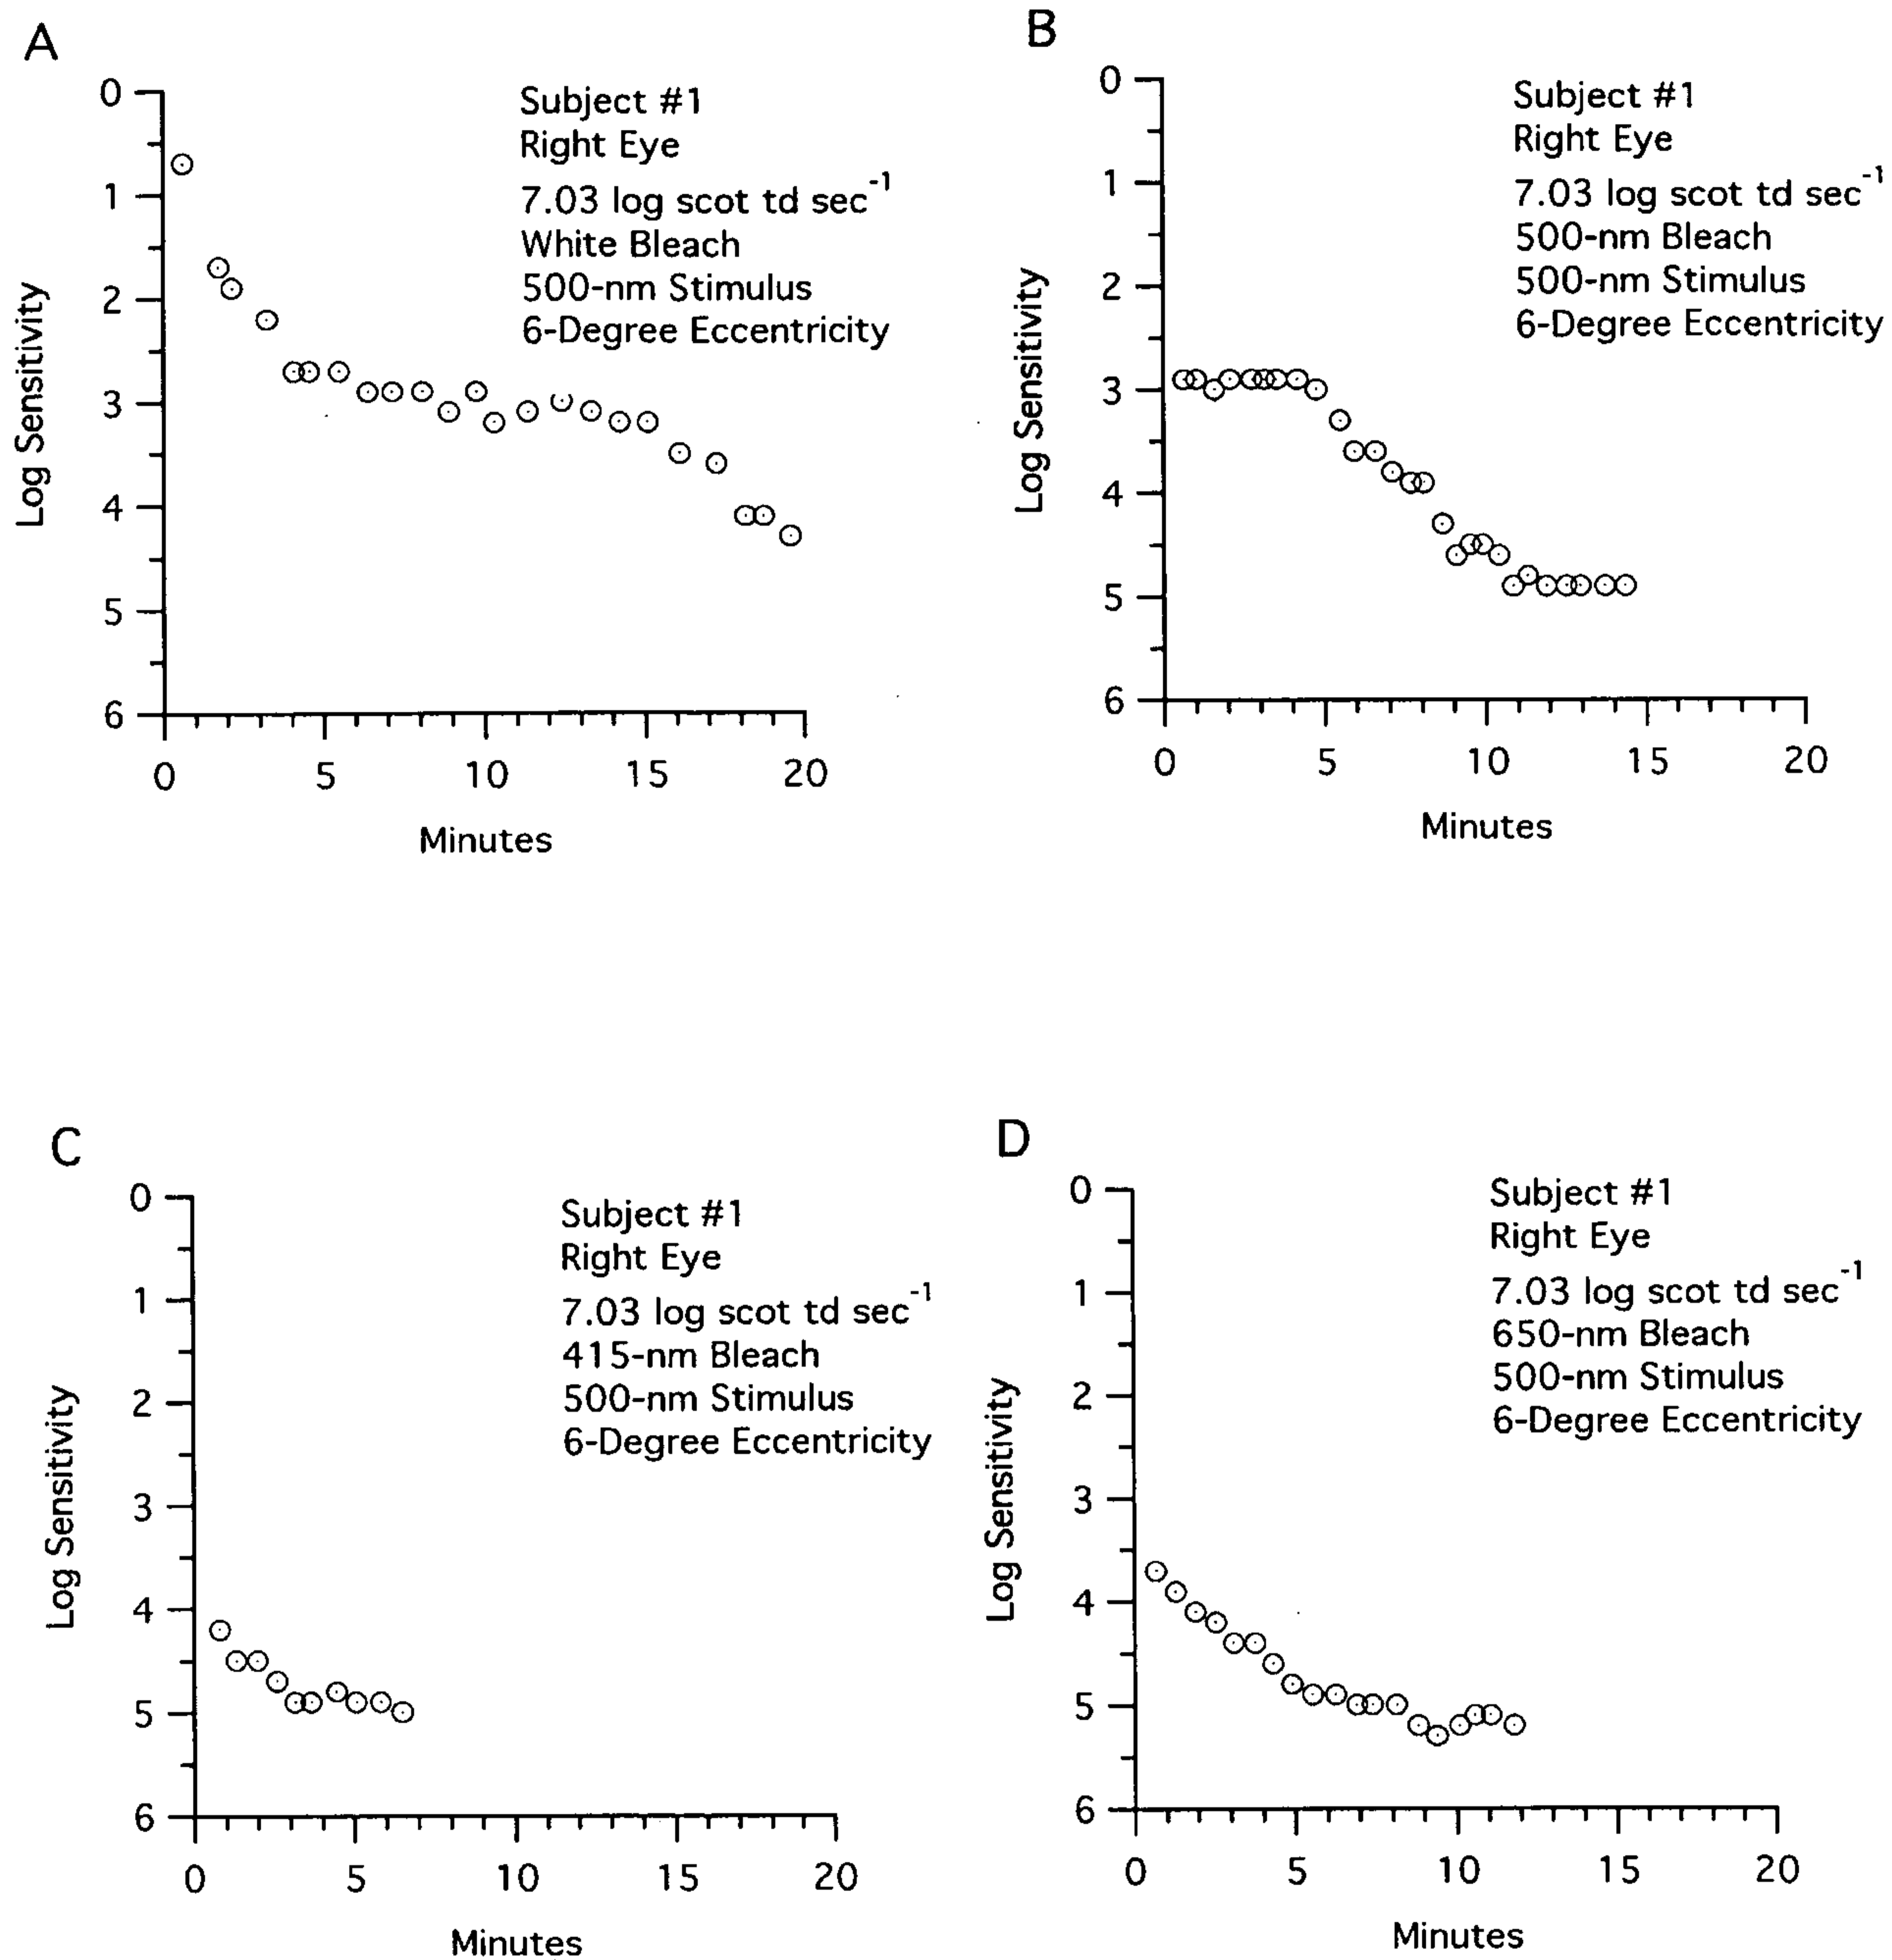 A
Subject #1
Right Eye
7.03 log scot td sec⁻¹
White Bleach
500-nm Stimulus
6-Degree Eccentricity
Log Sensitivity
0
1
2
3
4
5
6
0 5 10 15 20
Minutes
B
Subject #1
Right Eye
7.03 log scot td sec⁻¹
500-nm Bleach
500-nm Stimulus
6-Degree Eccentricity
Log Sensitivity
0
1
2
3
4
5
6
0 5 10 15 20
Minutes
C
Subject #1
Right Eye
7.03 log scot td sec⁻¹
415-nm Bleach
500-nm Stimulus
6-Degree Eccentricity
Log Sensitivity
0
1
2
3
4
5
6
0 5 10 15 20
Minutes
D
Subject #1
Right Eye
7.03 log scot td sec⁻¹
650-nm Bleach
500-nm Stimulus
6-Degree Eccentricity
Log Sensitivity
0
1
2
3
4
5
6
0 5 10 15 20
Minutes